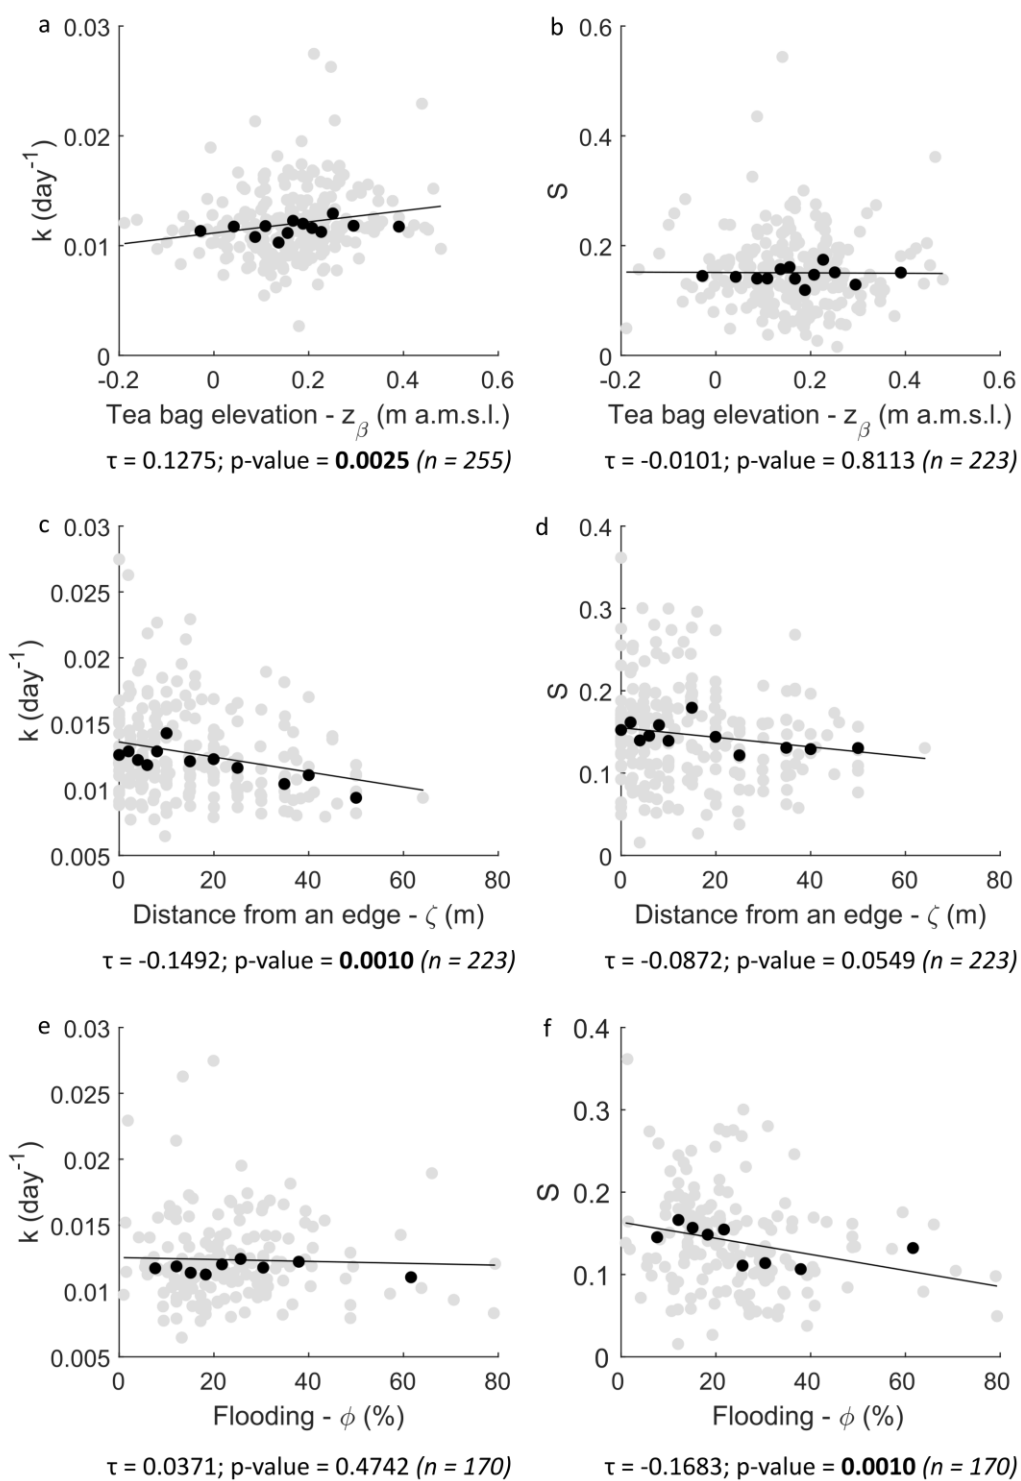 a
0.03
0.02
0.01
0
k (day⁻¹)
-0.2 0 0.2 0.4 0.6
Tea bag elevation - zᵦ (m a.m.s.l.)
τ = 0.1275; p-value = 0.0025 (n = 255)
b
0.6
0.4
0.2
0
S
-0.2 0 0.2 0.4 0.6
Tea bag elevation - zᵦ (m a.m.s.l.)
τ = -0.0101; p-value = 0.8113 (n = 223)
c
0.03
0.025
0.02
0.015
0.01
0.005
k (day⁻¹)
0 20 40 60 80
Distance from an edge - ζ (m)
τ = -0.1492; p-value = 0.0010 (n = 223)
d
0.4
0.3
0.2
0.1
0
S
0 20 40 60 80
Distance from an edge - ζ (m)
τ = -0.0872; p-value = 0.0549 (n = 223)
e
0.03
0.025
0.02
0.015
0.01
0.005
k (day⁻¹)
0 20 40 60 80
Flooding - ϕ (%)
τ = 0.0371; p-value = 0.4742 (n = 170)
f
0.4
0.3
0.2
0.1
0
S
0 20 40 60 80
Flooding - ϕ (%)
τ = -0.1683; p-value = 0.0010 (n = 170)